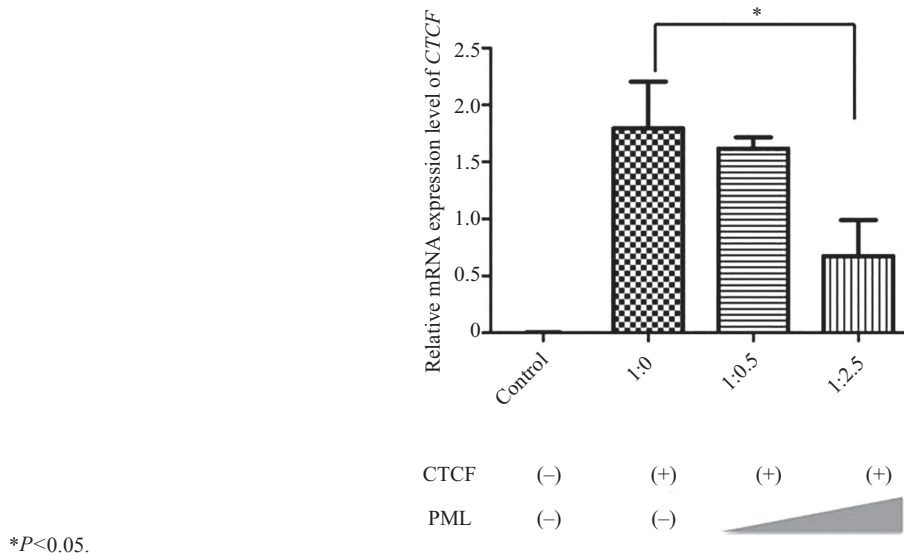 *
Relative mRNA expression level of CTCF
2.5
2.0
1.5
1.0
0.5
0
Control
1:0
1:0.5
1:2.5
CTCF (–) (+) (+) (+)
PML (–) (–)
*P<0.05.